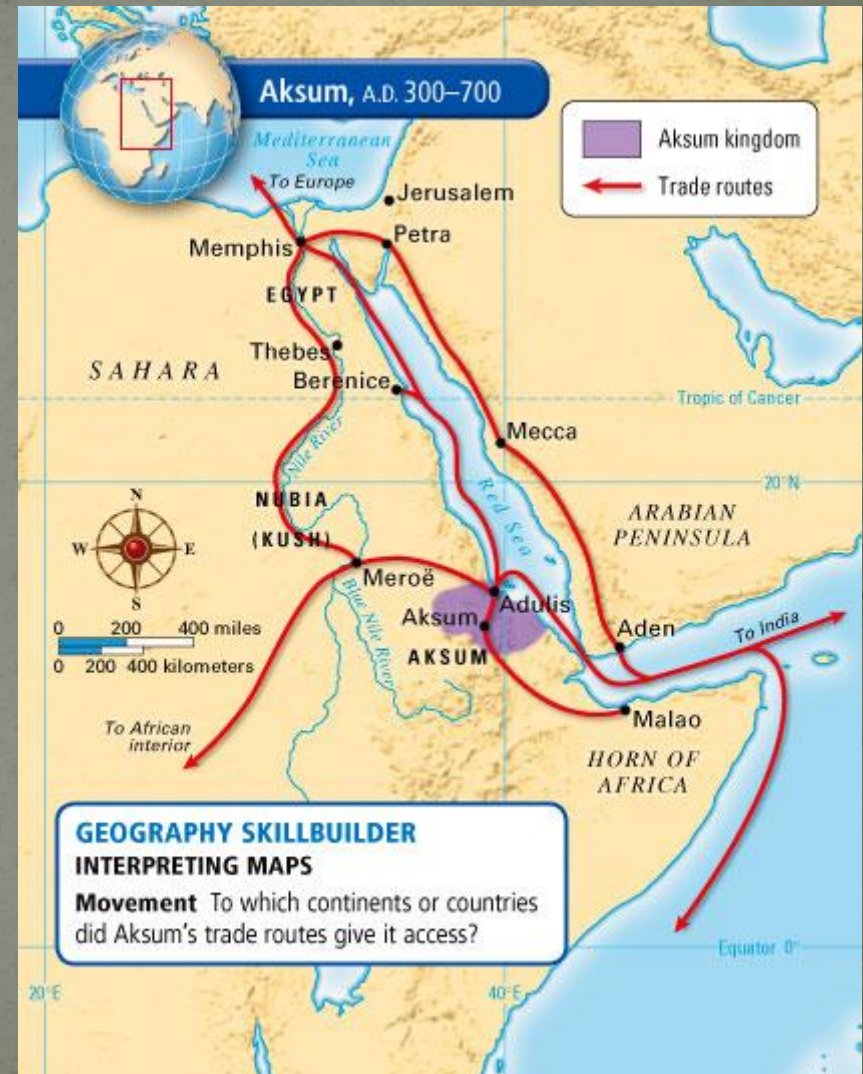 Aksum, A.D. 300–700
Aksum kingdom
Trade routes
Mediterranean
Sea
To Europe
Jerusalem
Memphis
Petra
EGYPT
Thebes
SAHARA
Berenice
Tropic of Cancer
Mecca
Nile River
Red Sea
20°N
N
W
E
S
NUBIA
(KUSH)
ARABIAN
PENINSULA
Meroë
Adulis
Aksum
Aden
To India
0 200 400 miles
0 200 400 kilometers
Blue Nile River
AKSUM
Malao
To African
interior
HORN OF
AFRICA
GEOGRAPHY SKILLBUILDER
INTERPRETING MAPS
Movement To which continents or countries
did Aksum's trade routes give it access?
Equator 0°
20°E
40°E